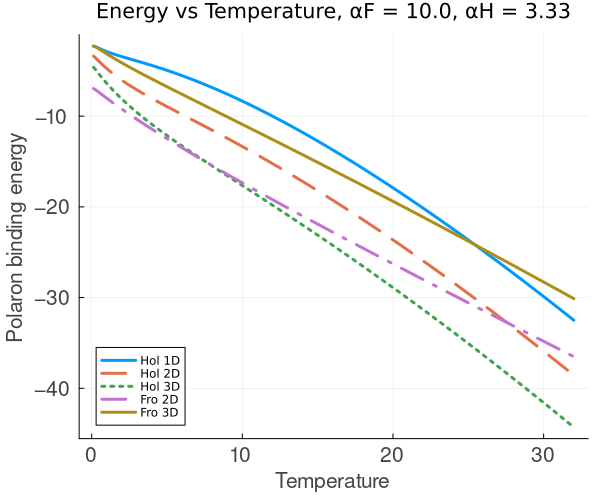 Energy vs Temperature, αF = 10.0, αH = 3.33
Polaron binding energy
−10
−20
−30
−40
Hol 1D
Hol 2D
Hol 3D
Fro 2D
Fro 3D
0 10 20 30
Temperature